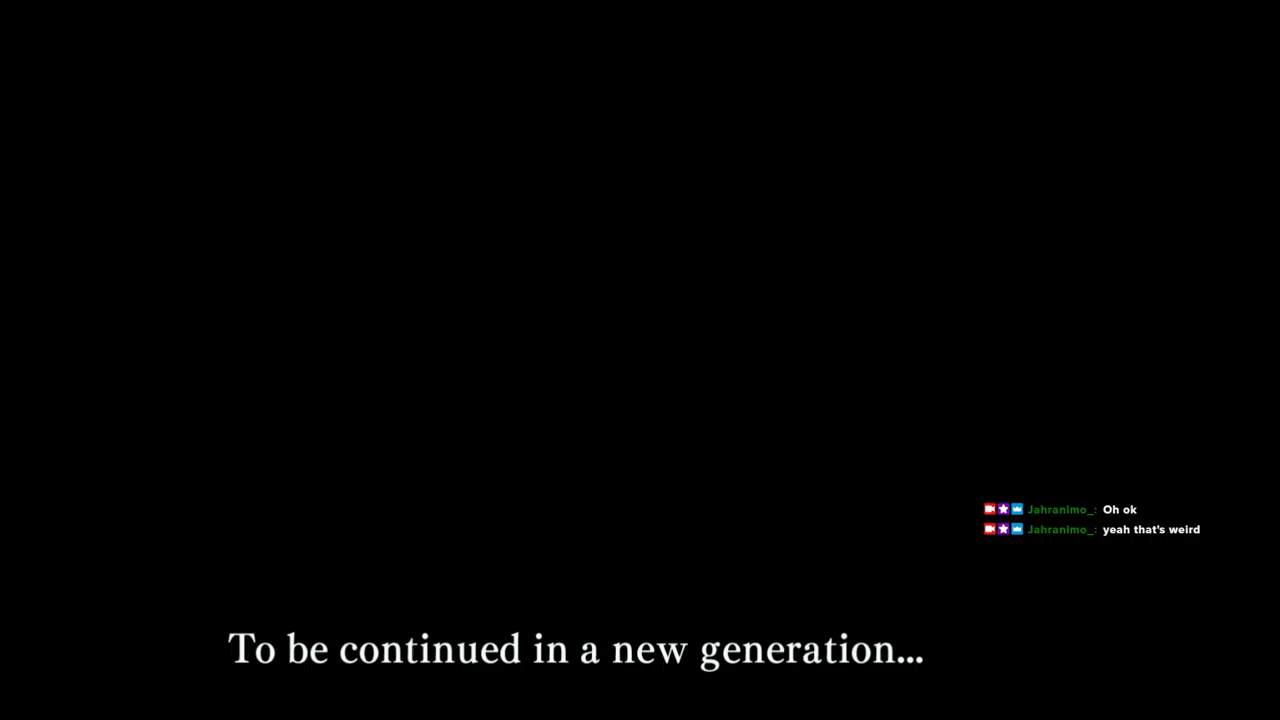 Jahranimo_: Oh ok
Jahranimo_: yeah that's weird
To be continued in a new generation...